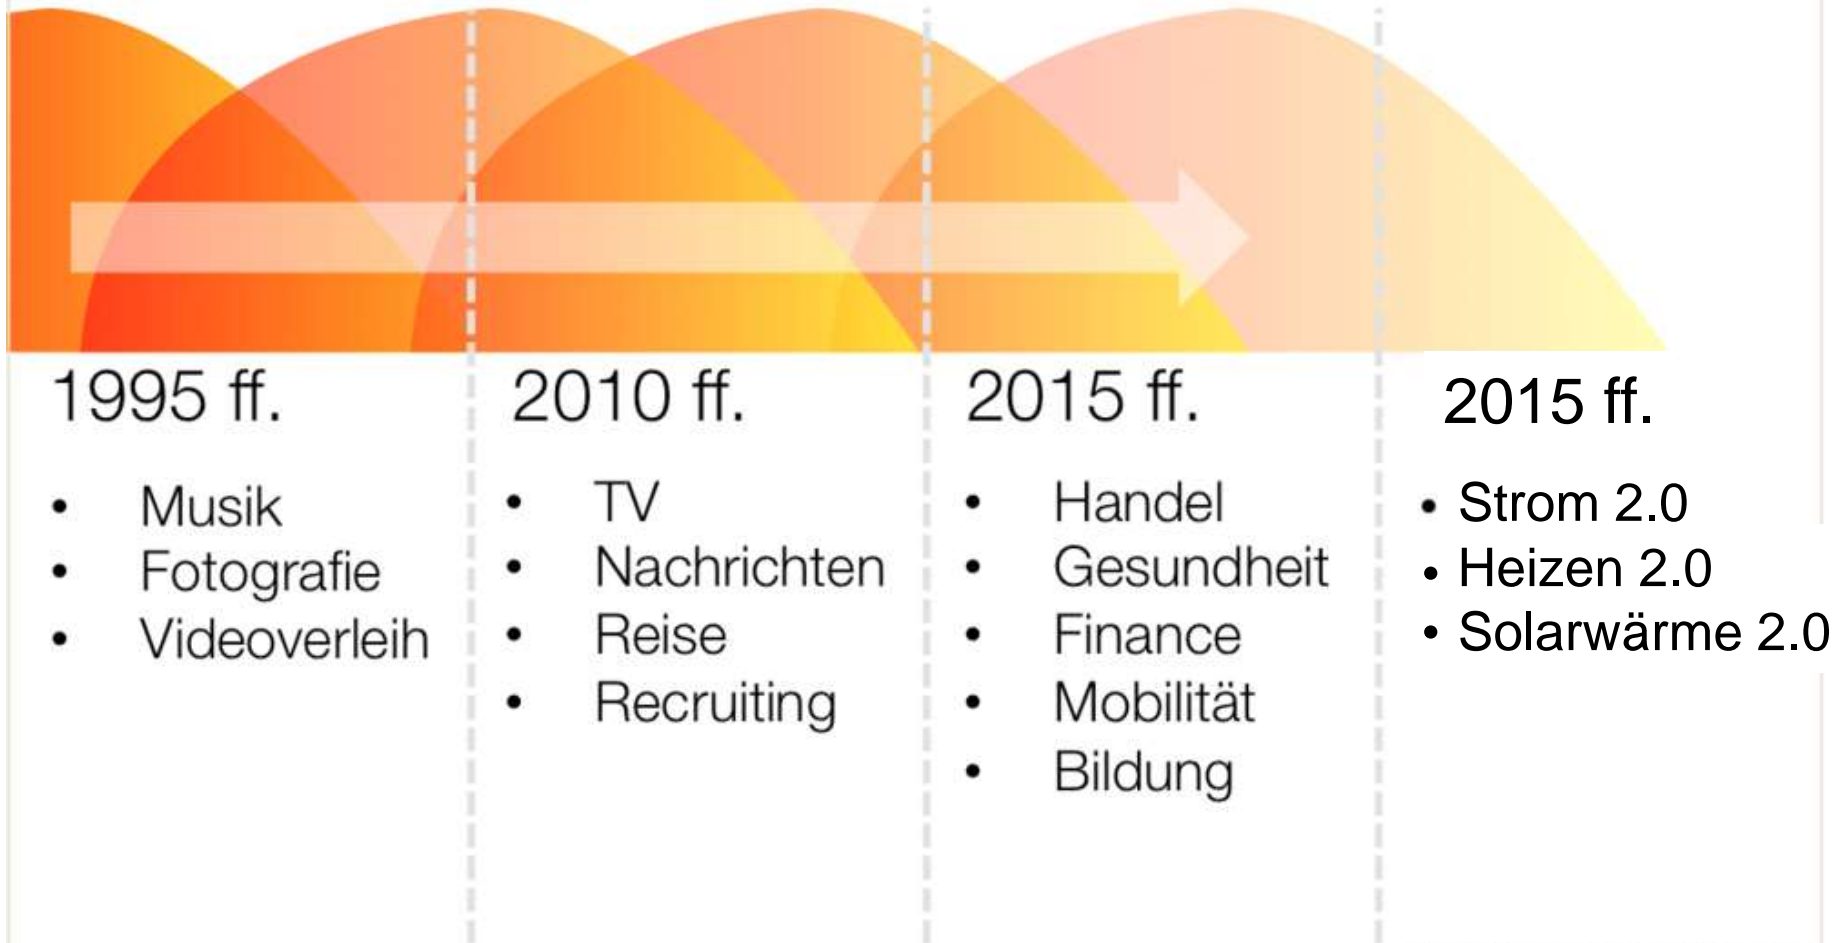 1995 ff.
• Musik
• Fotografie
• Videoverleih
2010 ff.
• TV
• Nachrichten
• Reise
• Recruiting
2015 ff.
• Handel
• Gesundheit
• Finance
• Mobilität
• Bildung
2015 ff.
• Strom 2.0
• Heizen 2.0
• Solarwärme 2.0